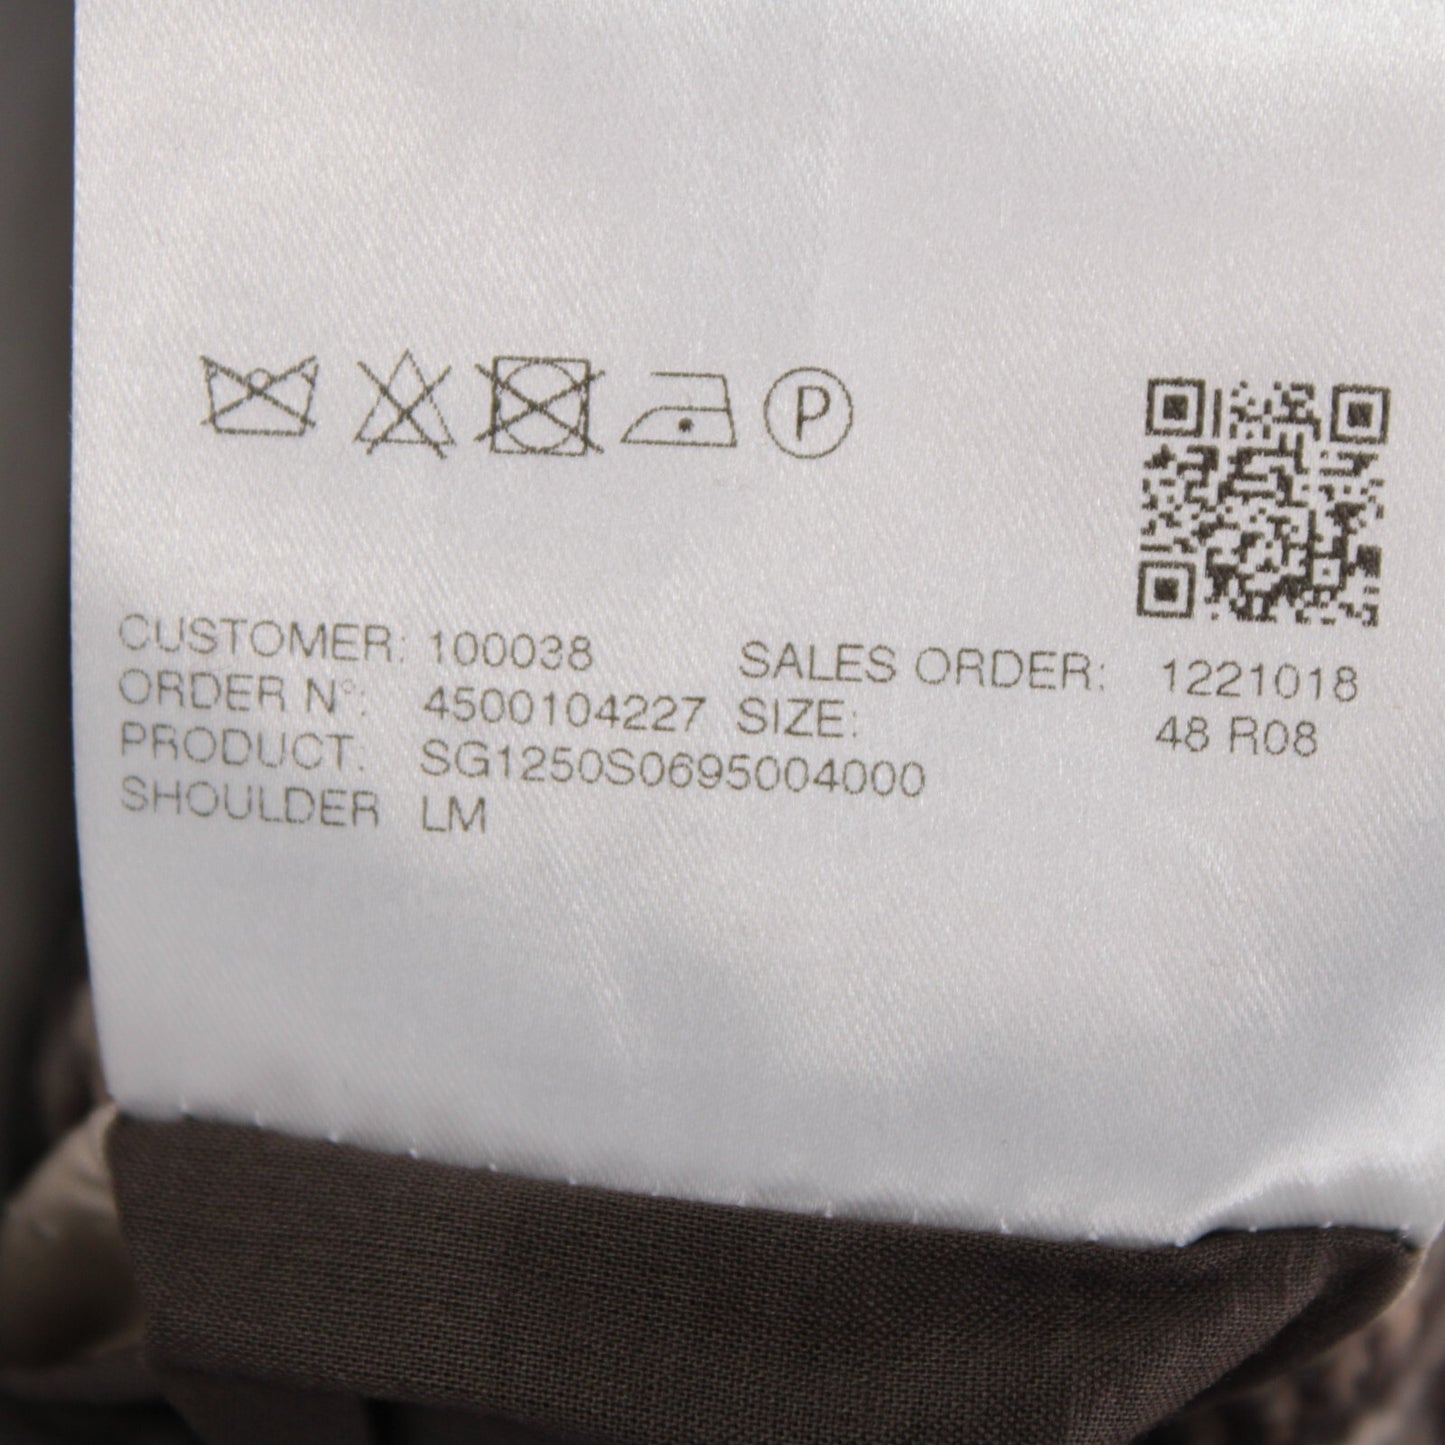 P
CUSTOMER: 100038 SALES ORDER: 1221018
ORDER N°: 4500104227 SIZE: 48 R08
PRODUCT: SG1250S0695004000
SHOULDER LM